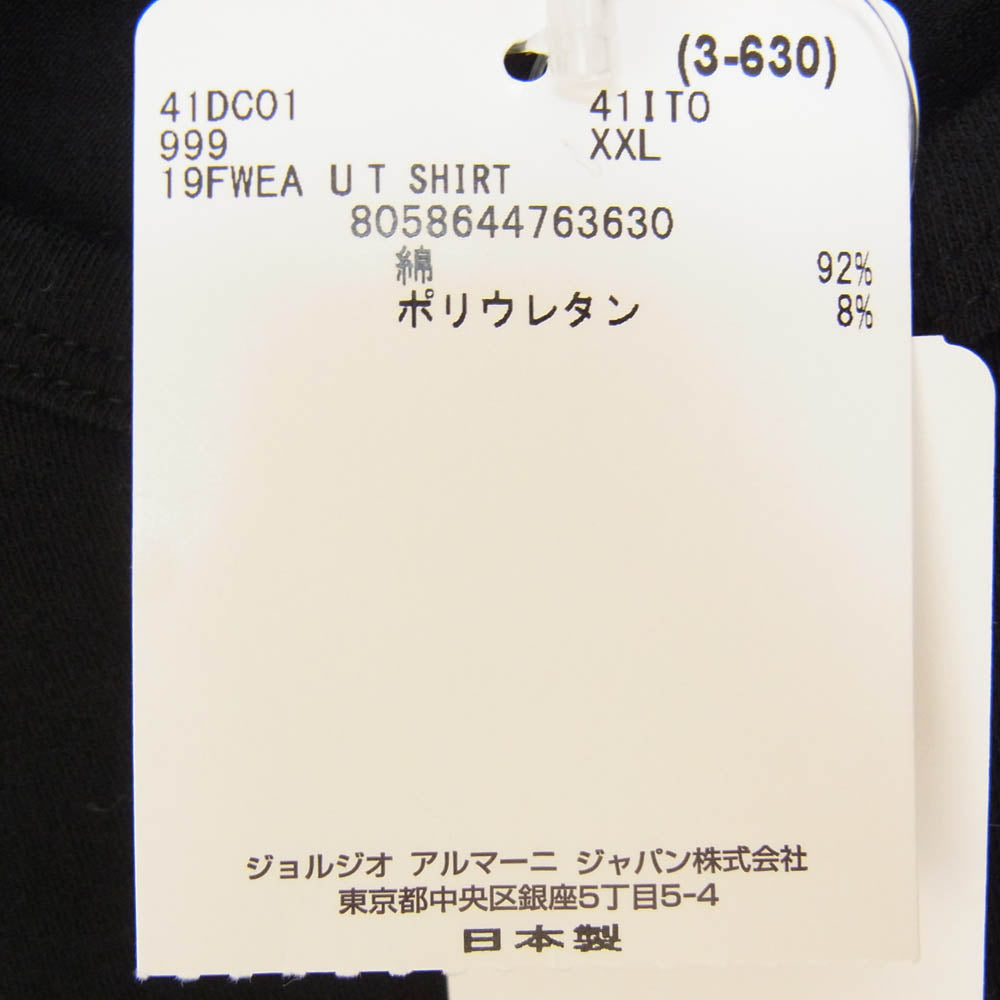 (3-630)
41DC01 41IT0
999 XXL
19FWEA U T SHIRT
8058644763630
綿 92%
ポリウレタン 8%
ジョルジオ アルマーニ ジャパン株式会社
東京都中央区銀座5丁目5-4
日本製